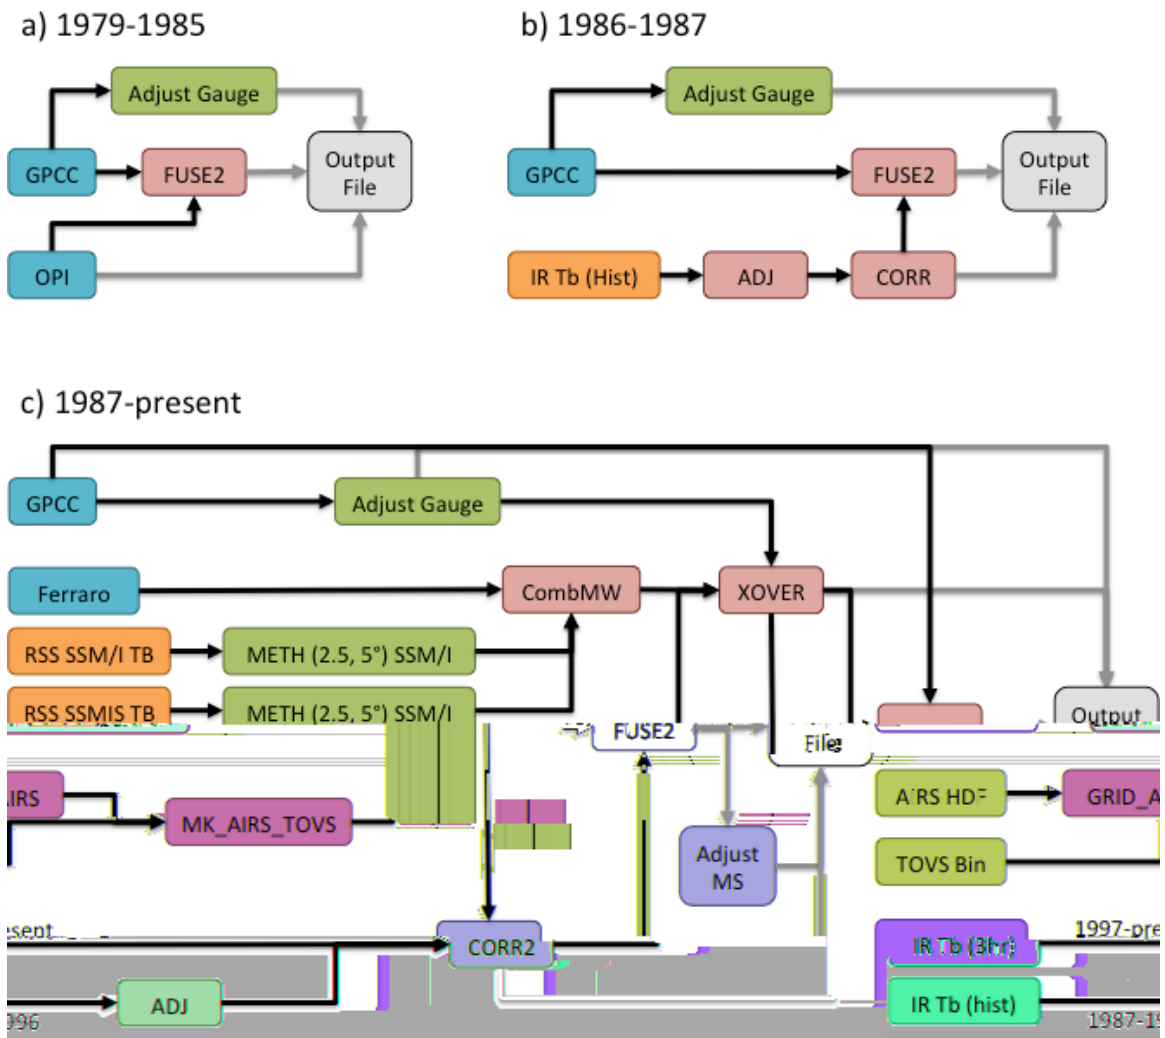 a) 1979-1985
b) 1986-1987
Adjust Gauge
GPCC
FUSE2
Output
File
OPI
Adjust Gauge
GPCC
FUSE2
Output
File
IR Tb (Hist)
ADJ
CORR
c) 1987-present
GPCC
Adjust Gauge
Ferraro
CombMW
XOVER
RSS SSM/I TB
METH (2.5, 5°) SSM/I
RSS SSMIS TB
METH (2.5, 5°) SSM/I
Output
FUSE2
File
AIRS HDF
MK_AIRS_TOVS
Adjust
MS
TOVS Bin
CORR2
IR Tb (3hr)
ADJ
IR Tb (hist)